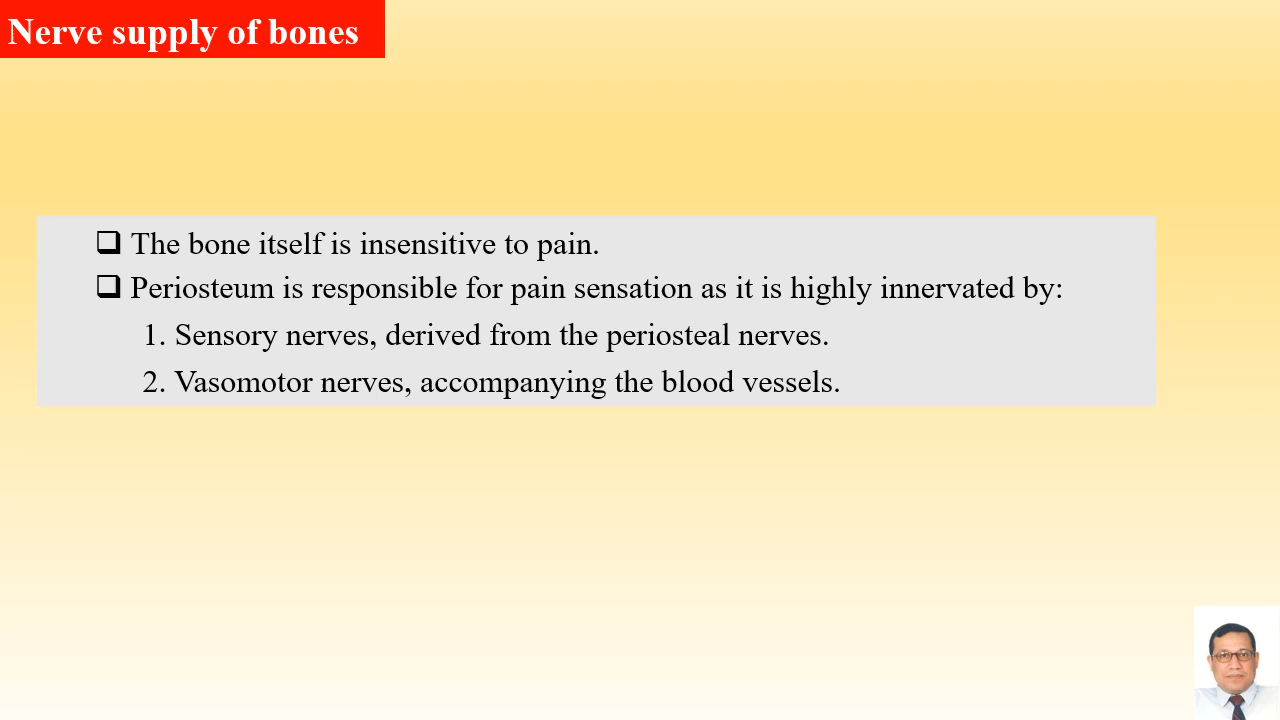 Nerve supply of bones
❑ The bone itself is insensitive to pain.
❑ Periosteum is responsible for pain sensation as it is highly innervated by:
1. Sensory nerves, derived from the periosteal nerves.
2. Vasomotor nerves, accompanying the blood vessels.